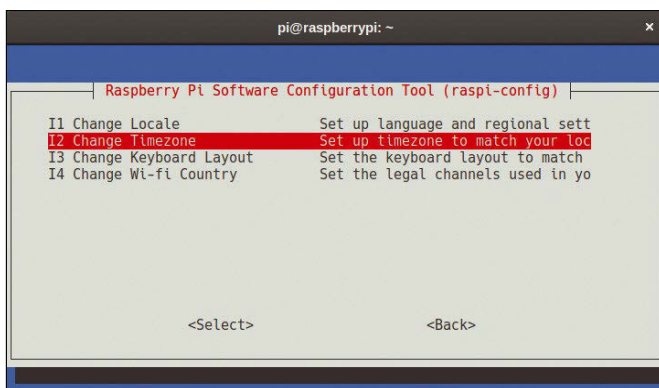 pi@raspberrypi: ~ ×
Raspberry Pi Software Configuration Tool (raspi-config)
I1 Change Locale Set up language and regional sett
I2 Change Timezone Set up timezone to match your loc
I3 Change Keyboard Layout Set the keyboard layout to match
I4 Change Wi-fi Country Set the legal channels used in yo
<Select> <Back>